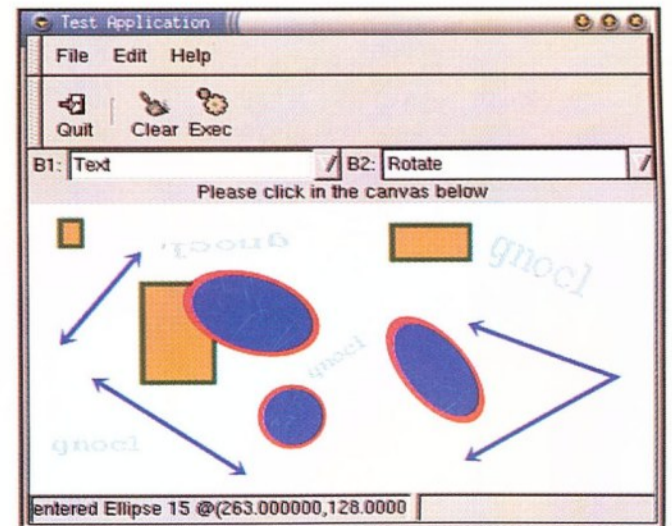 Test Application
File Edit Help
Quit Clear Exec
B1: Text B2: Rotate
Please click in the canvas below
gnocl
gnocl
gnocl
gnocl
entered Ellipse 15 @(263.000000,128.0000